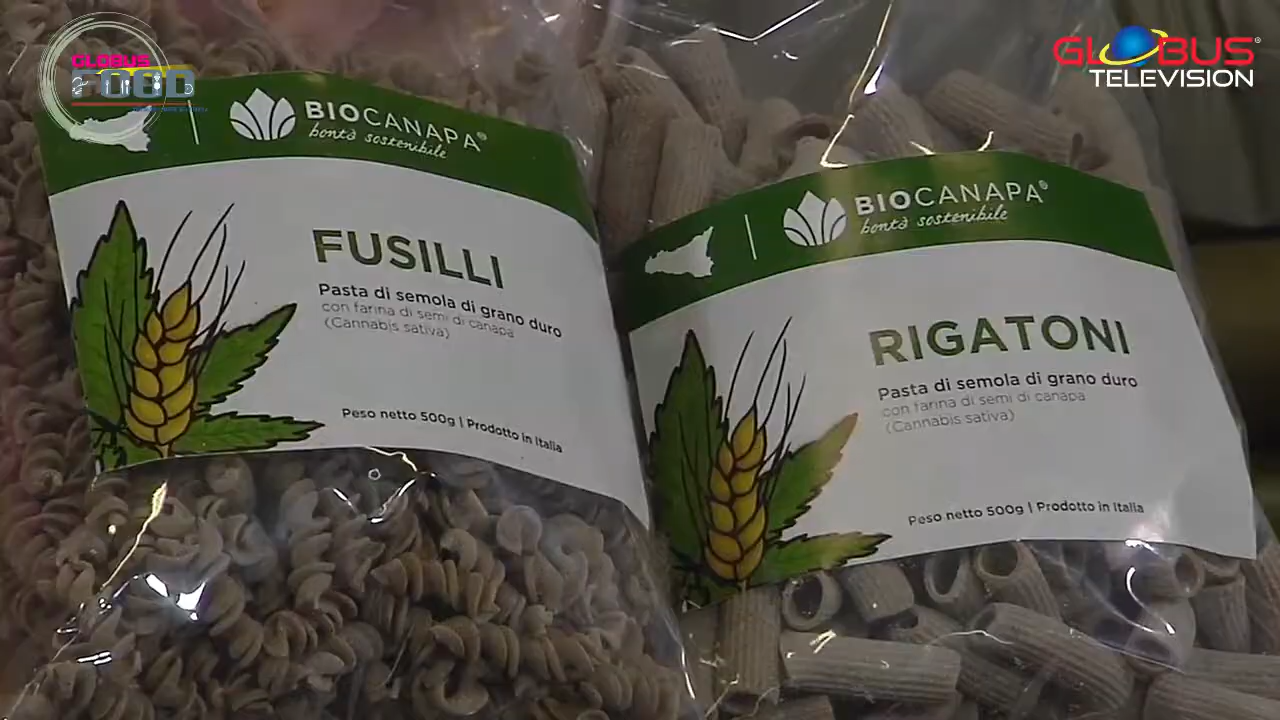 GLOBUS
FOOD
GLOBUS
TELEVISION
BIOCANAPA®
bontà sostenibile
FUSILLI
Pasta di semola di grano duro
con farina di semi di canapa
(Cannabis sativa)
Peso netto 500g | Prodotto in Italia
BIOCANAPA®
bontà sostenibile
RIGATONI
Pasta di semola di grano duro
con farina di semi di canapa
(Cannabis sativa)
Peso netto 500g | Prodotto in Italia